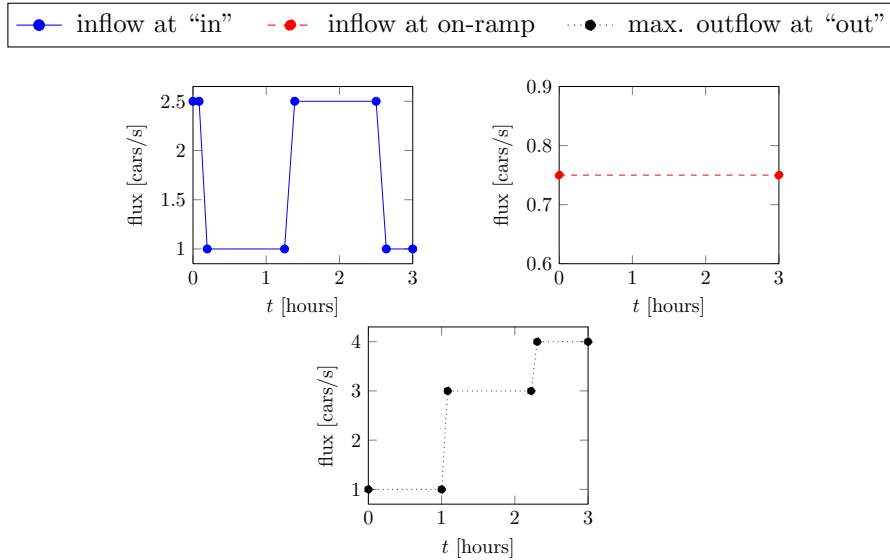 inflow at “in” inflow at on-ramp max. outflow at “out”
2.5
2
1.5
1
flux [cars/s]
0 1 2 3
t [hours]
0.9
0.8
0.7
0.6
flux [cars/s]
0 1 2 3
t [hours]
4
3
2
1
flux [cars/s]
0 1 2 3
t [hours]